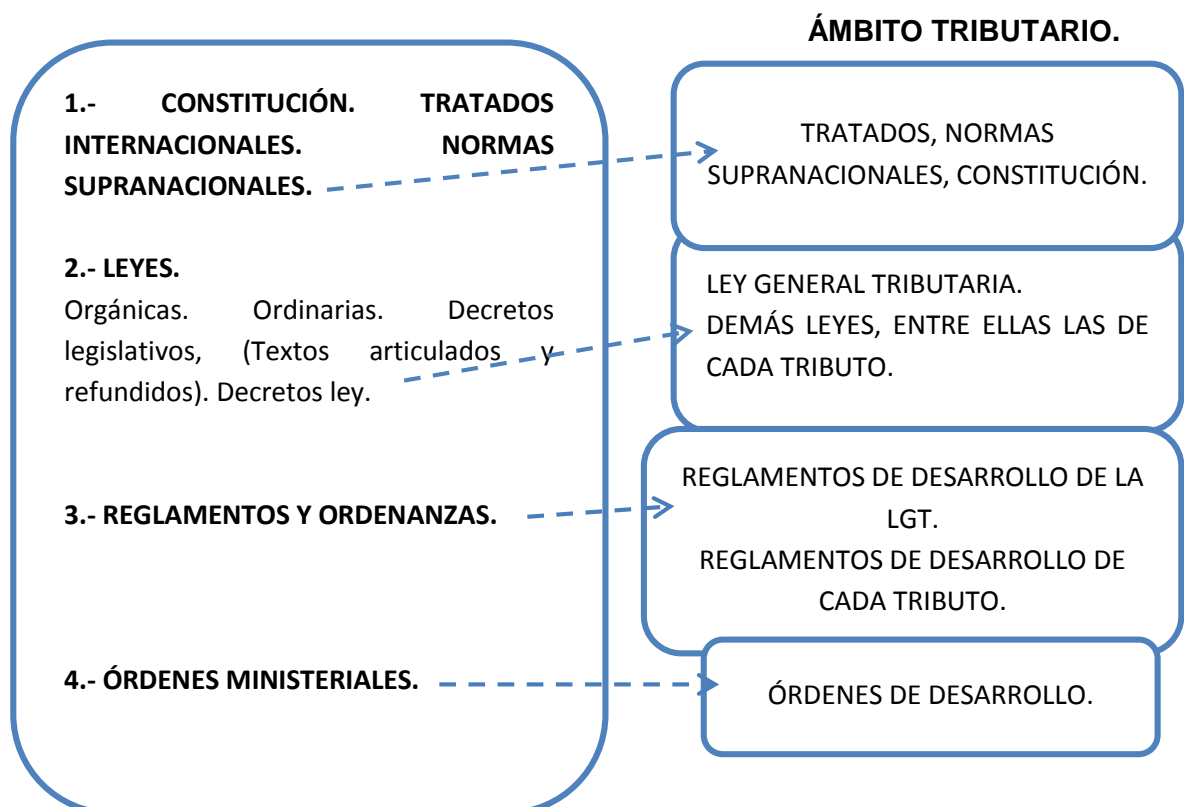 ÁMBITO TRIBUTARIO.
1.- CONSTITUCIÓN. TRATADOS
INTERNACIONALES. NORMAS
SUPRANACIONALES.
2.- LEYES.
Orgánicas. Ordinarias. Decretos
legislativos, (Textos articulados y
refundidos). Decretos ley.
3.- REGLAMENTOS Y ORDENANZAS.
4.- ÓRDENES MINISTERIALES.
TRATADOS, NORMAS
SUPRANACIONALES, CONSTITUCIÓN.
LEY GENERAL TRIBUTARIA.
DEMÁS LEYES, ENTRE ELLAS LAS DE
CADA TRIBUTO.
REGLAMENTOS DE DESARROLLO DE LA
LGT.
REGLAMENTOS DE DESARROLLO DE
CADA TRIBUTO.
ÓRDENES DE DESARROLLO.